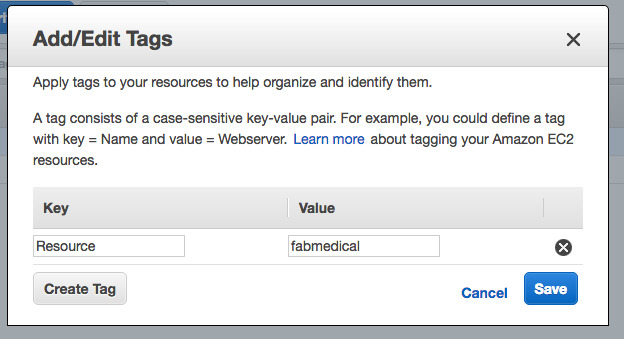 Add/Edit Tags
Apply tags to your resources to help organize and identify them.
A tag consists of a case-sensitive key-value pair. For example, you could define a tag
with key = Name and value = Webserver. Learn more about tagging your Amazon EC2
resources.
Key Value
Resource fabmedical
Create Tag Cancel Save